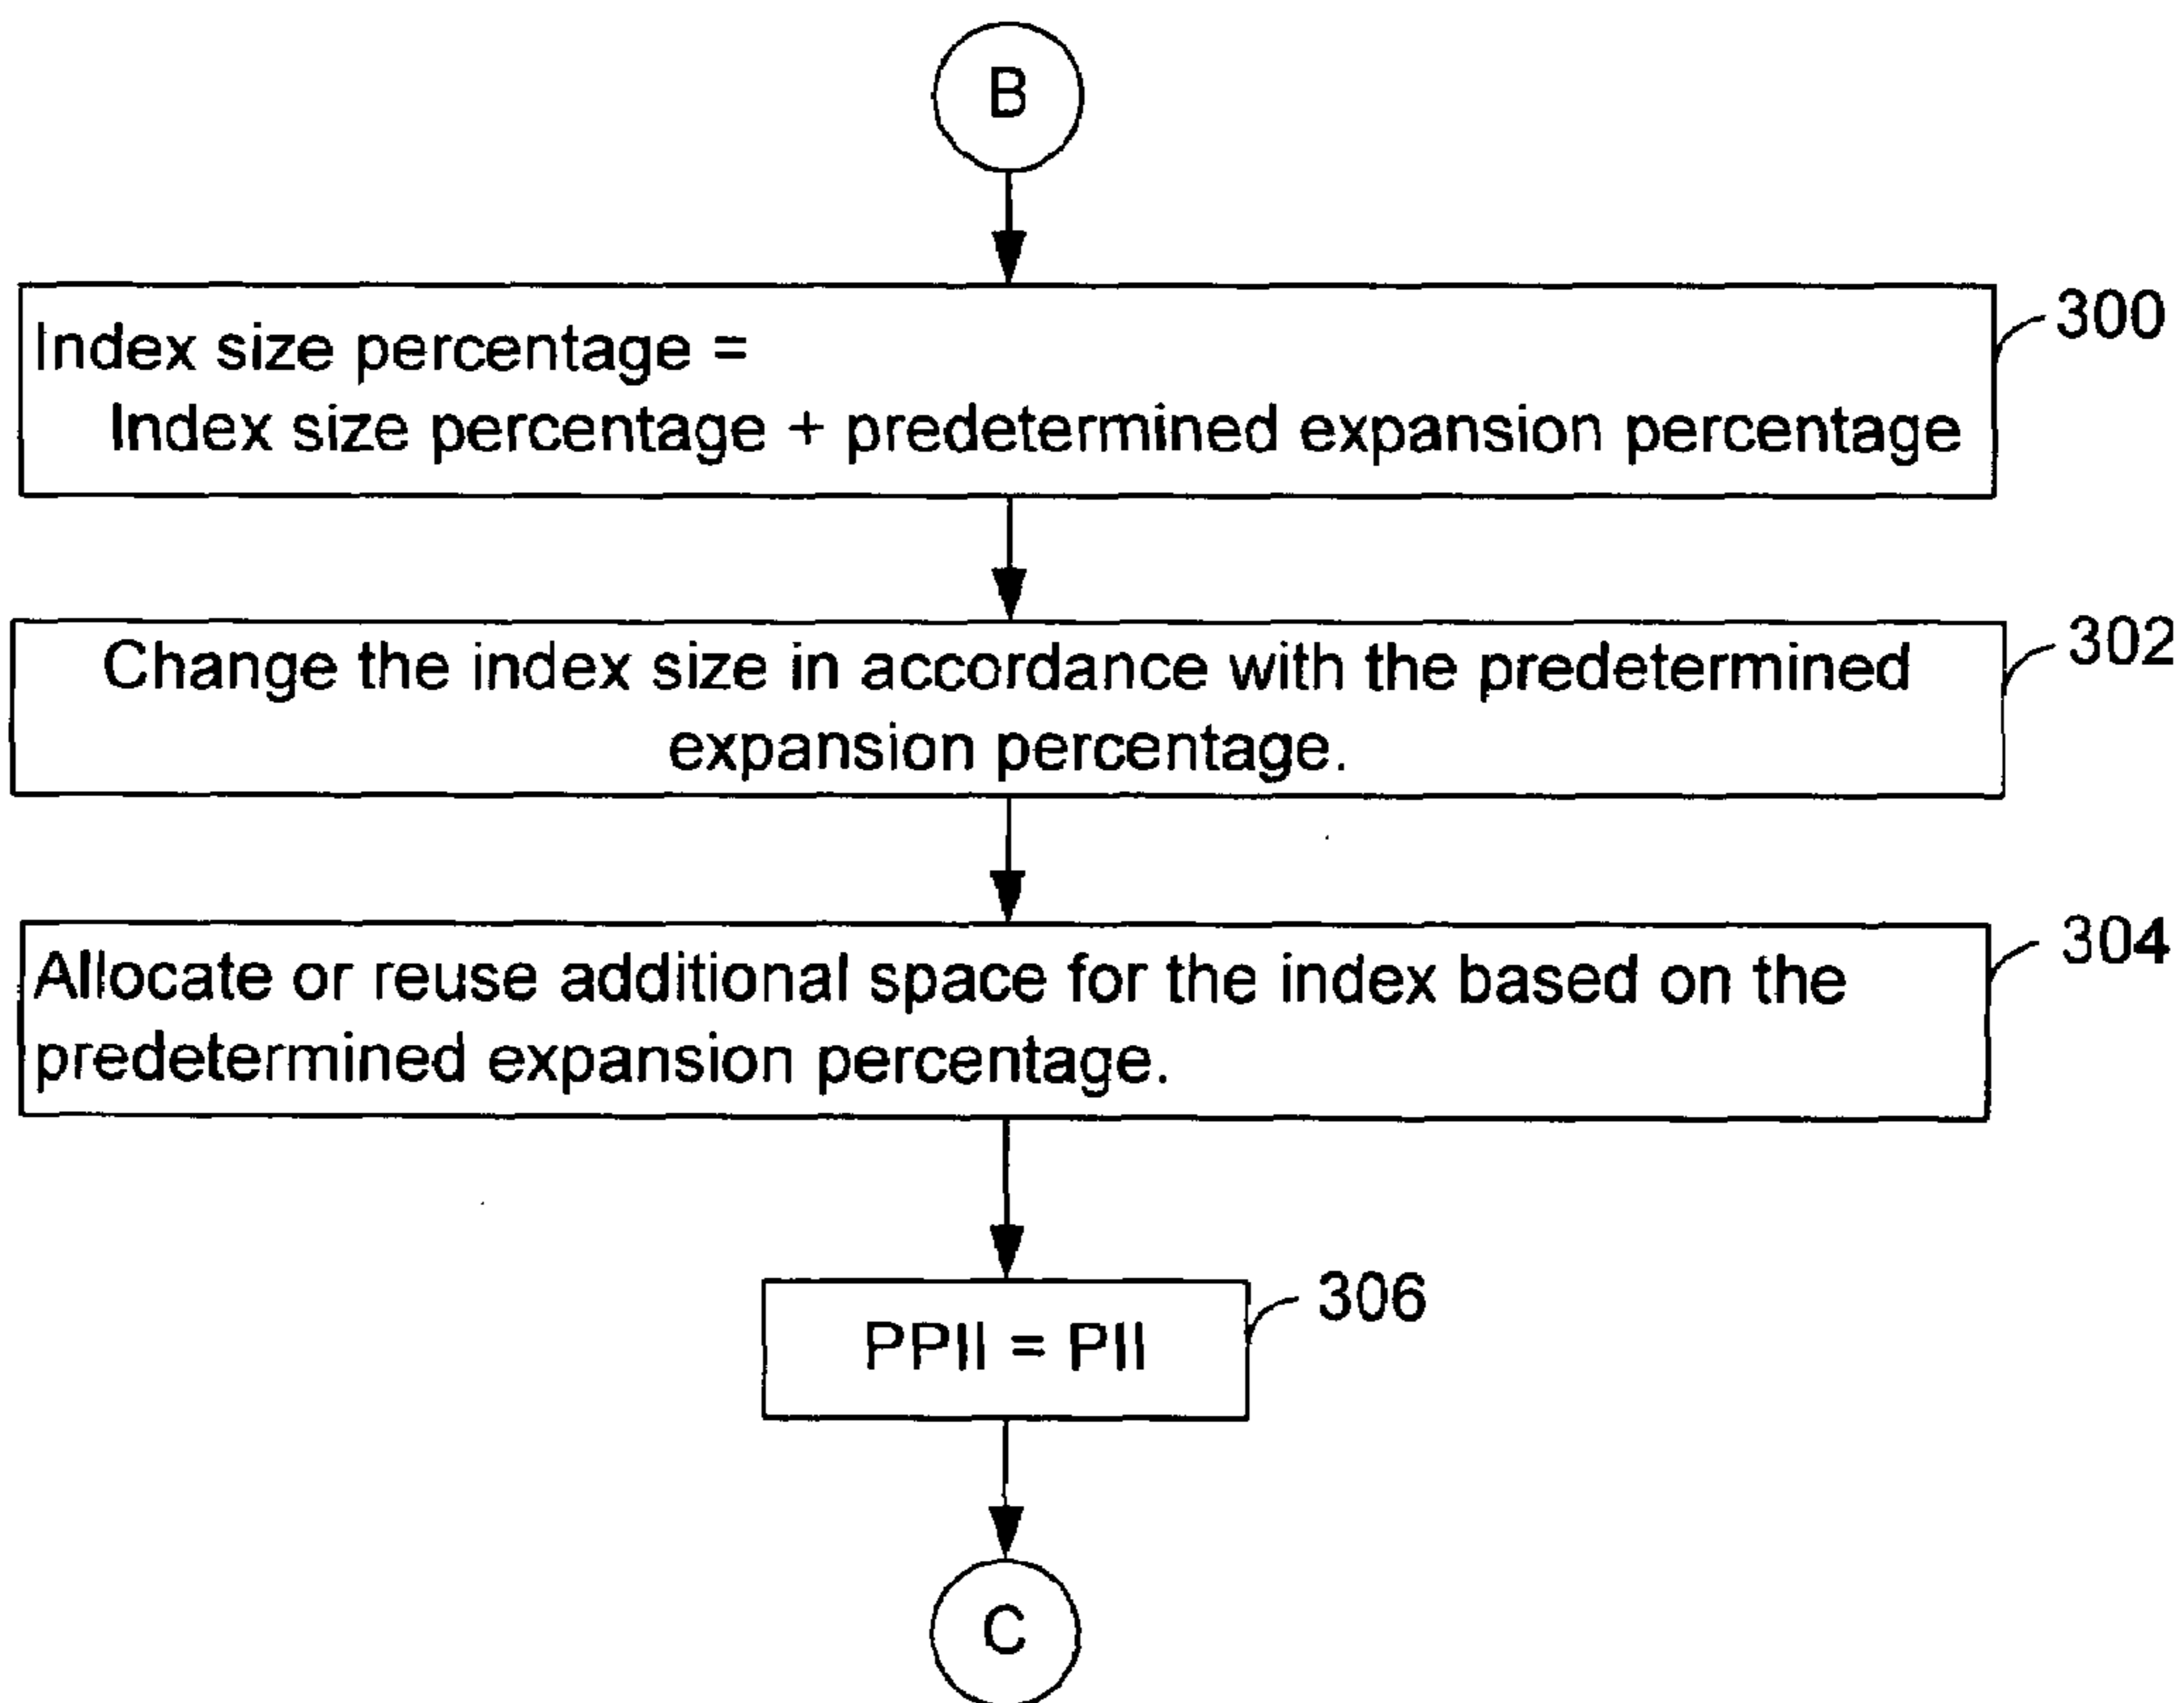 B
300
Index size percentage =
Index size percentage + predetermined expansion percentage
302
Change the index size in accordance with the predetermined
expansion percentage.
304
Allocate or reuse additional space for the index based on the
predetermined expansion percentage.
306
PPII = PII
C